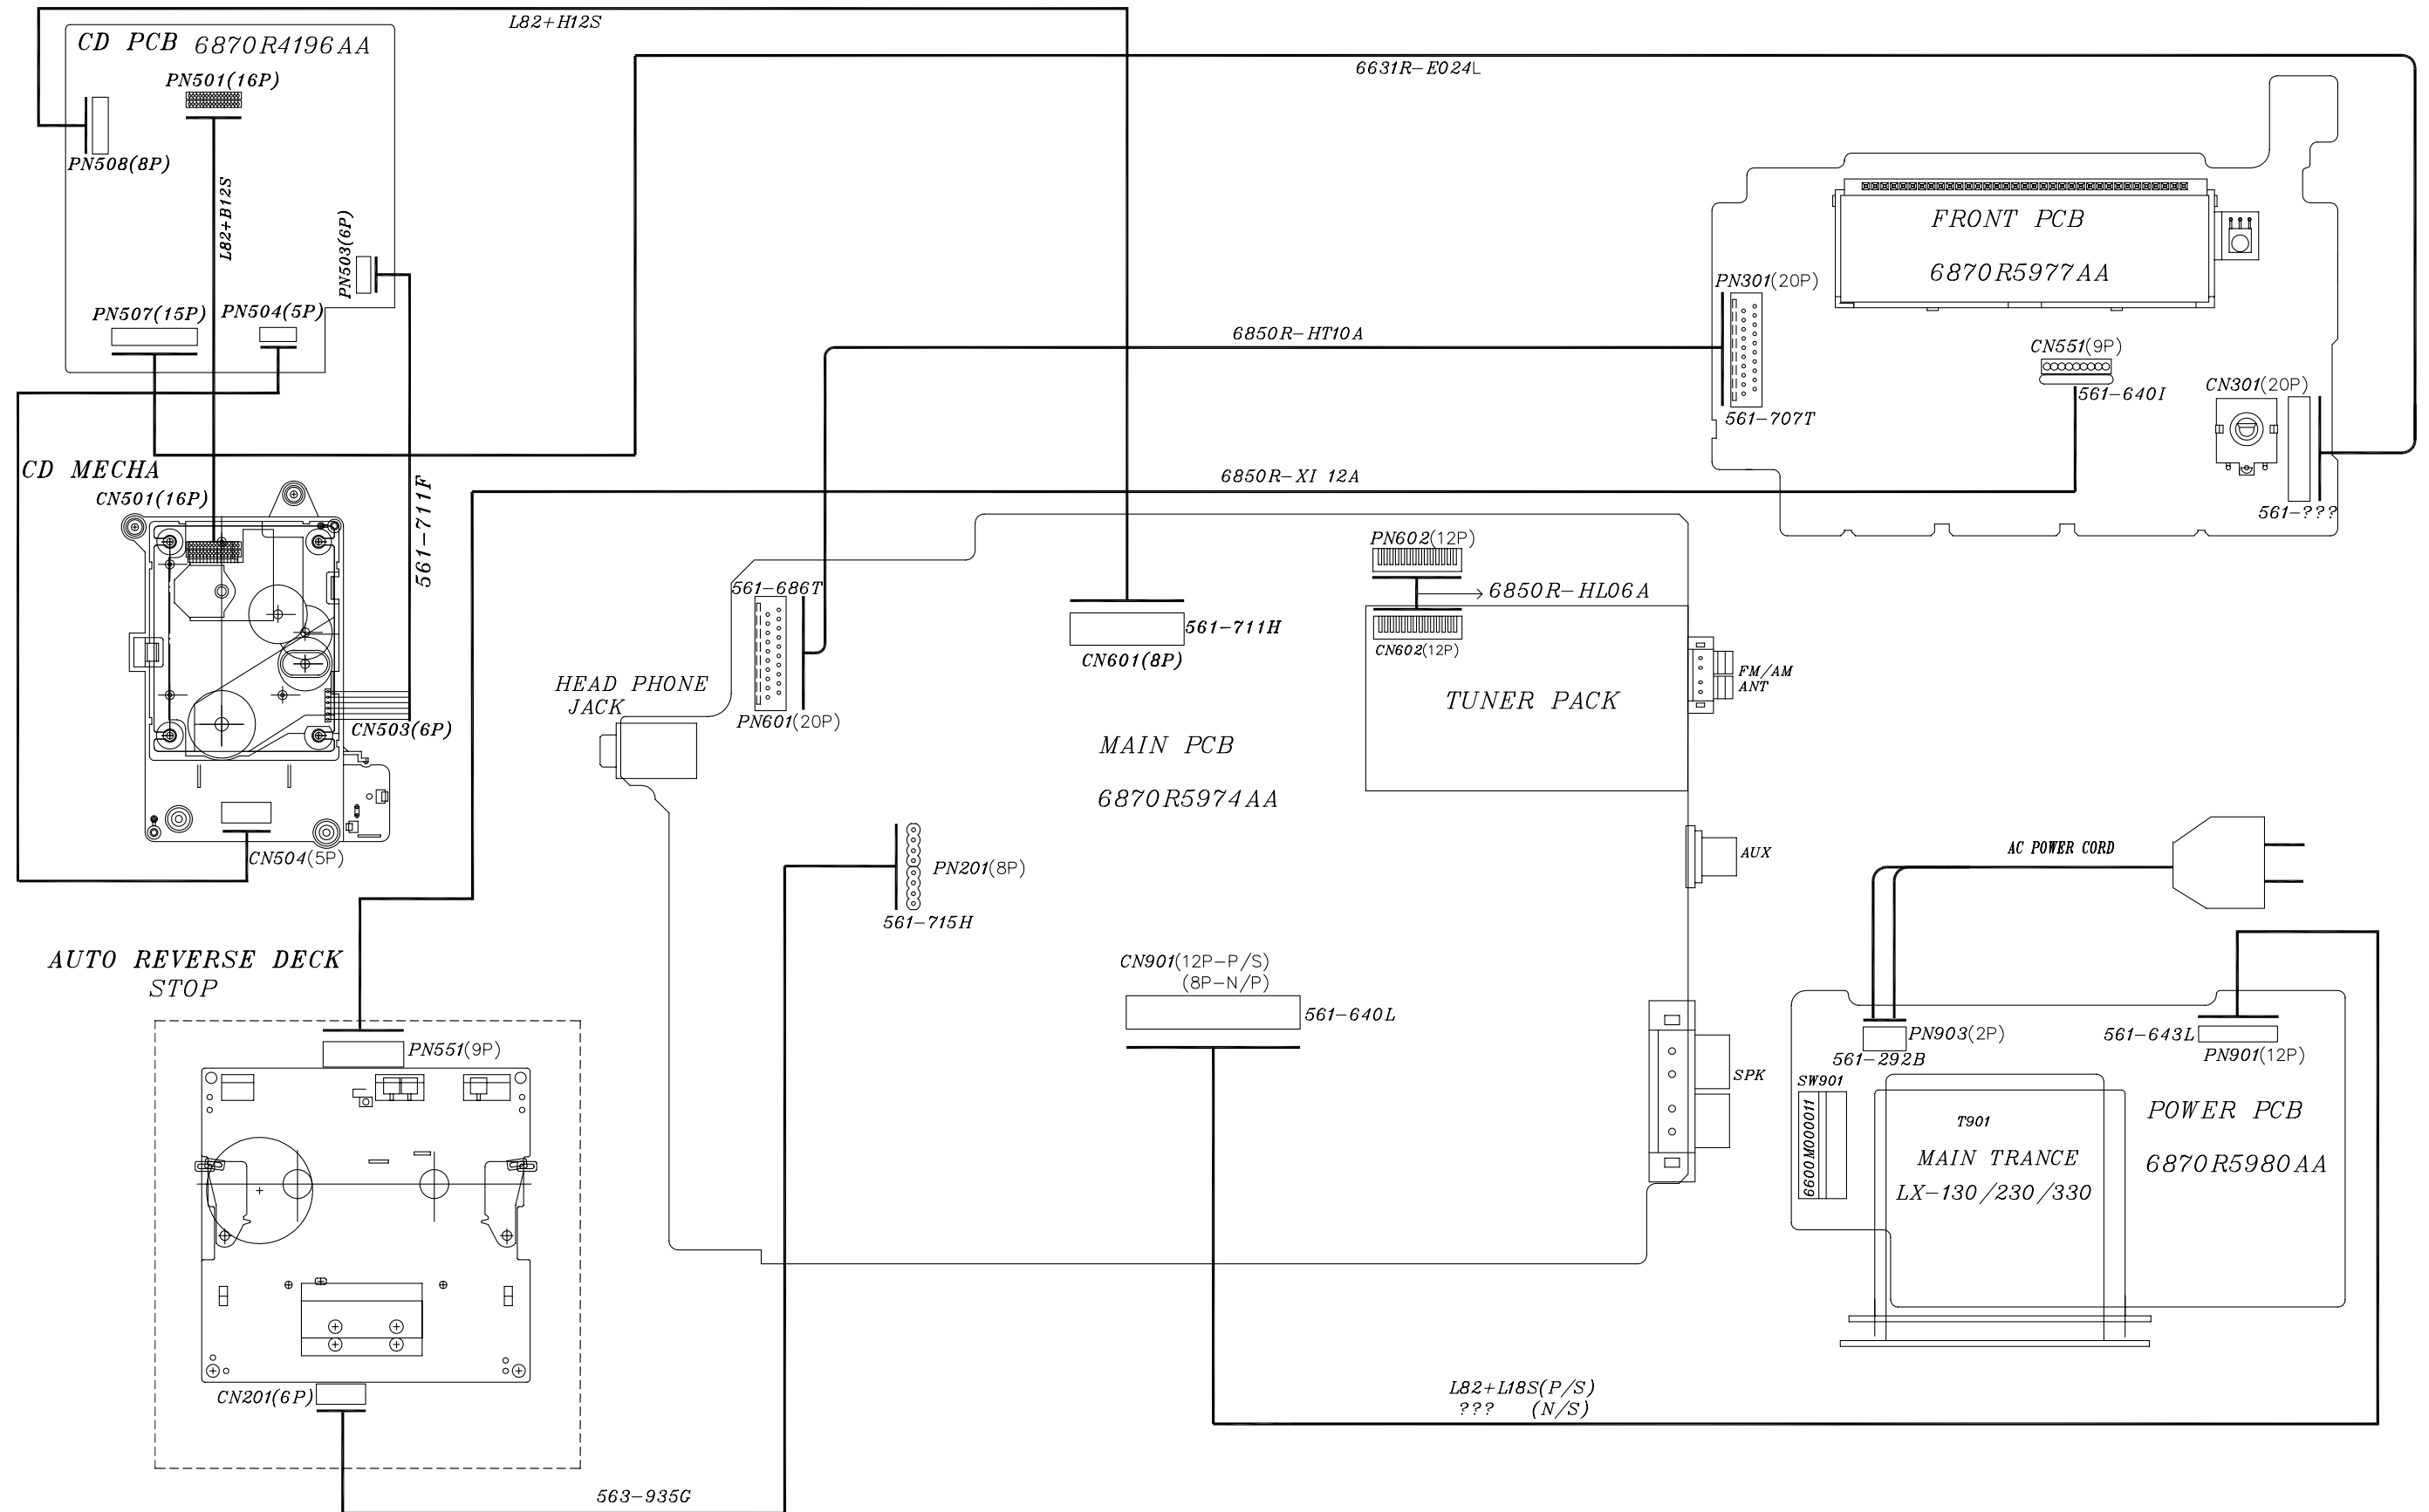 L82+H12S
CD PCB 6870R4196AA
PN501(16P)
PN508(8P)
L82+B12S
PN503(6P)
PN507(15P)
PN504(5P)
6631R-E024L
FRONT PCB
6870R5977AA
PN301(20P)
561-707T
CN551(9P)
561-640I
CN301(20P)
561-???
6850R-HT10A
6850R-XI 12A
CD MECHA
CN501(16P)
561-711F
CN503(6P)
CN504(5P)
561-686T
PN601(20P)
HEAD PHONE
JACK
561-711H
CN601(8P)
PN602(12P)
6850R-HL06A
CN602(12P)
TUNER PACK
FM/AM
ANT
MAIN PCB
6870R5974AA
PN201(8P)
561-715H
AUX
CN901(12P-P/S)
(8P-N/P)
561-640L
SPK
AC POWER CORD
PN903(2P)
561-292B
561-643L
PN901(12P)
SW901
6600M000011
T901
MAIN TRANCE
LX-130/230/330
POWER PCB
6870R5980AA
AUTO REVERSE DECK
STOP
PN551(9P)
CN201(6P)
563-935G
L82+L18S(P/S)
??? (N/S)